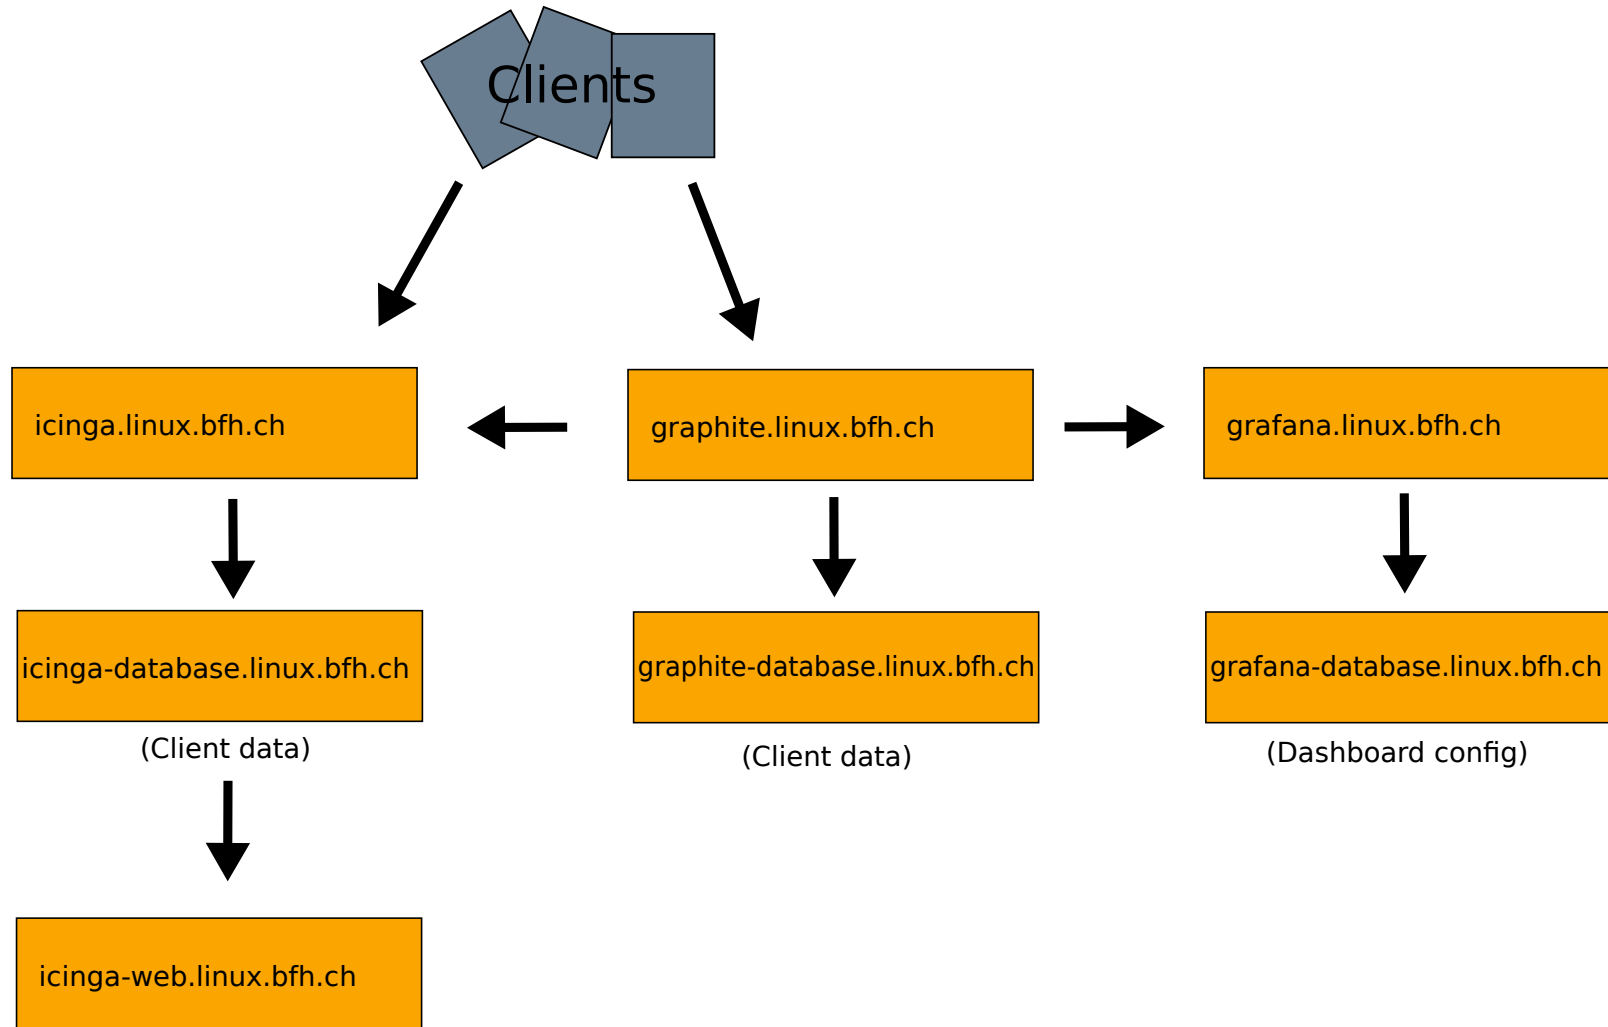 Clients
icinga.linux.bfh.ch
graphite.linux.bfh.ch
grafana.linux.bfh.ch
icinga-database.linux.bfh.ch
graphite-database.linux.bfh.ch
grafana-database.linux.bfh.ch
(Client data)
(Client data)
(Dashboard config)
icinga-web.linux.bfh.ch